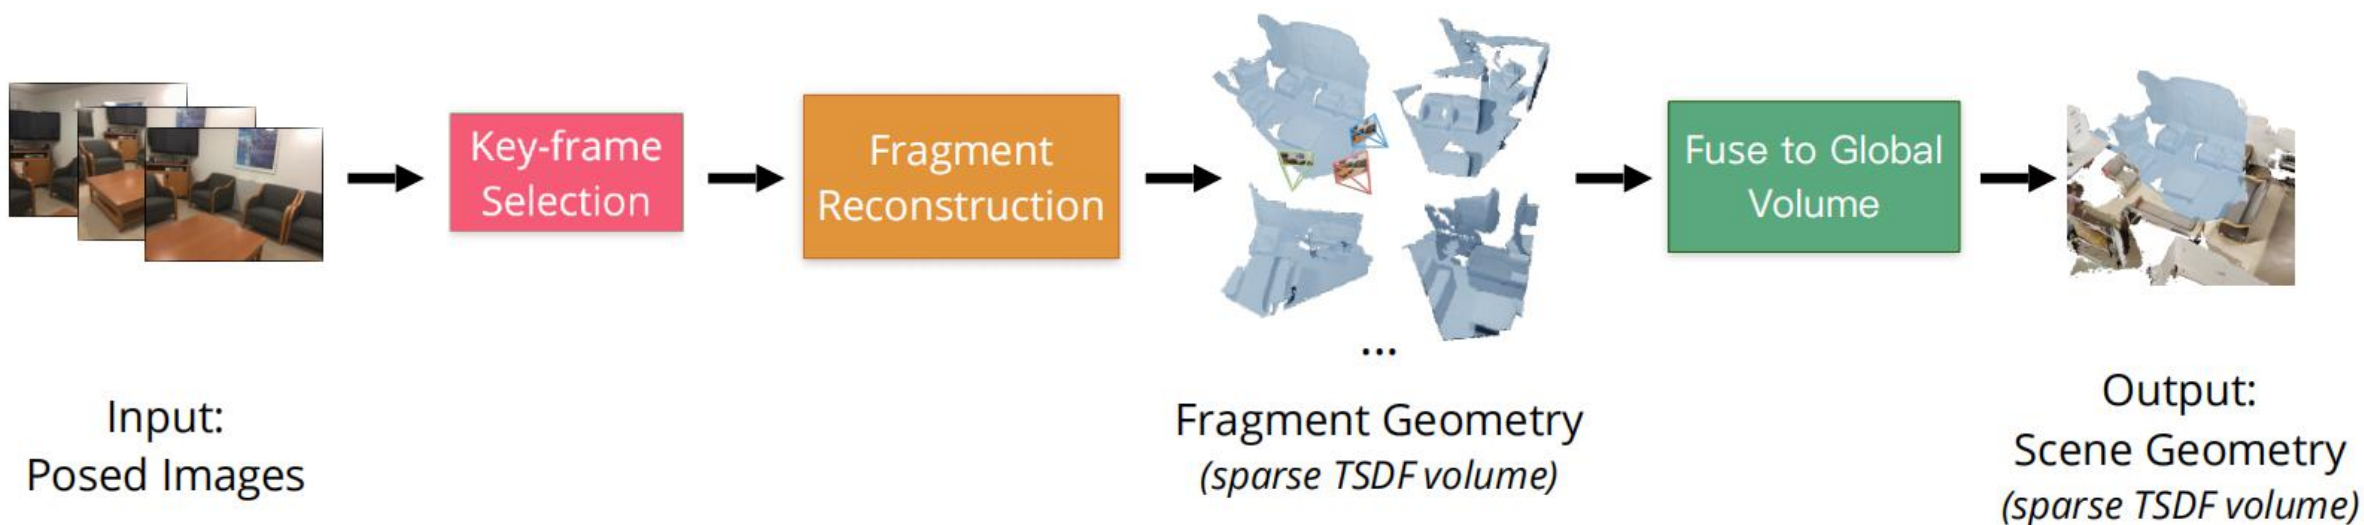 Key-frame
Selection
Fragment
Reconstruction
Fuse to Global
Volume
...
Input:
Posed Images
Fragment Geometry
(sparse TSDF volume)
Output:
Scene Geometry
(sparse TSDF volume)